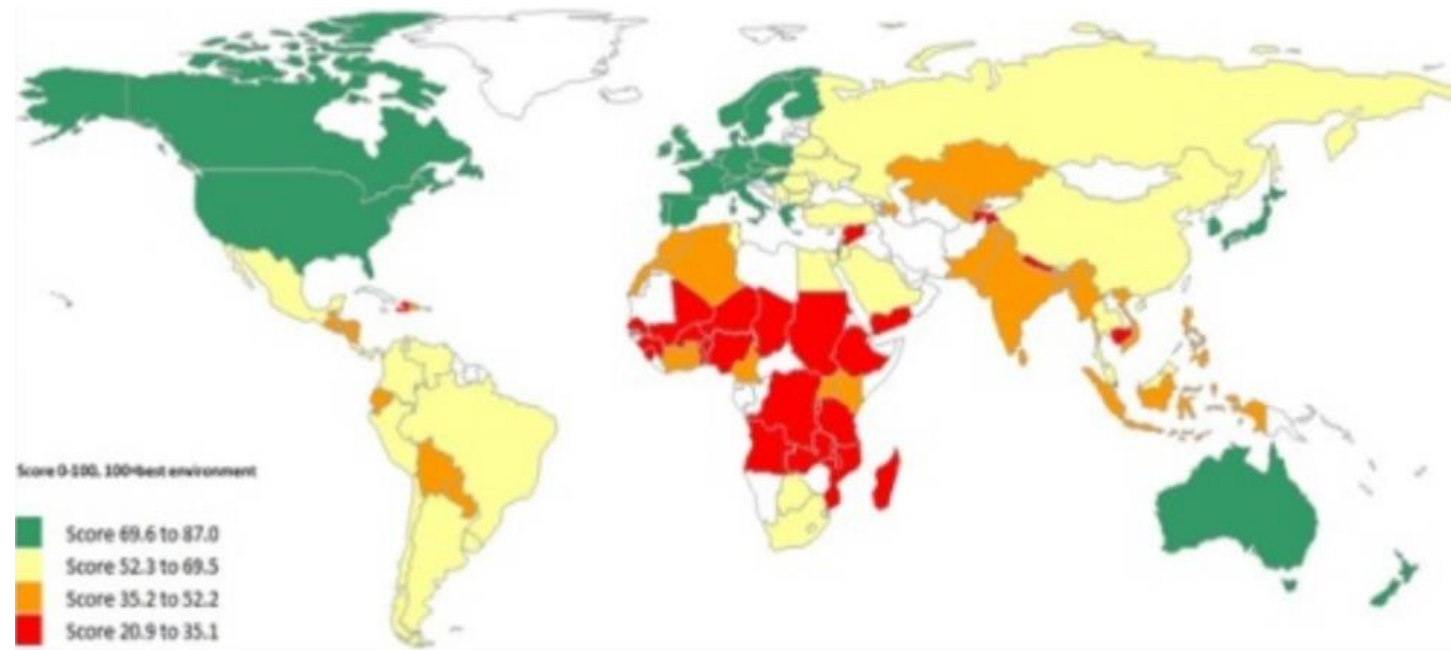 Score 0-100, 100=best environment
Score 69.6 to 87.0
Score 52.3 to 69.5
Score 35.2 to 52.2
Score 20.9 to 35.1